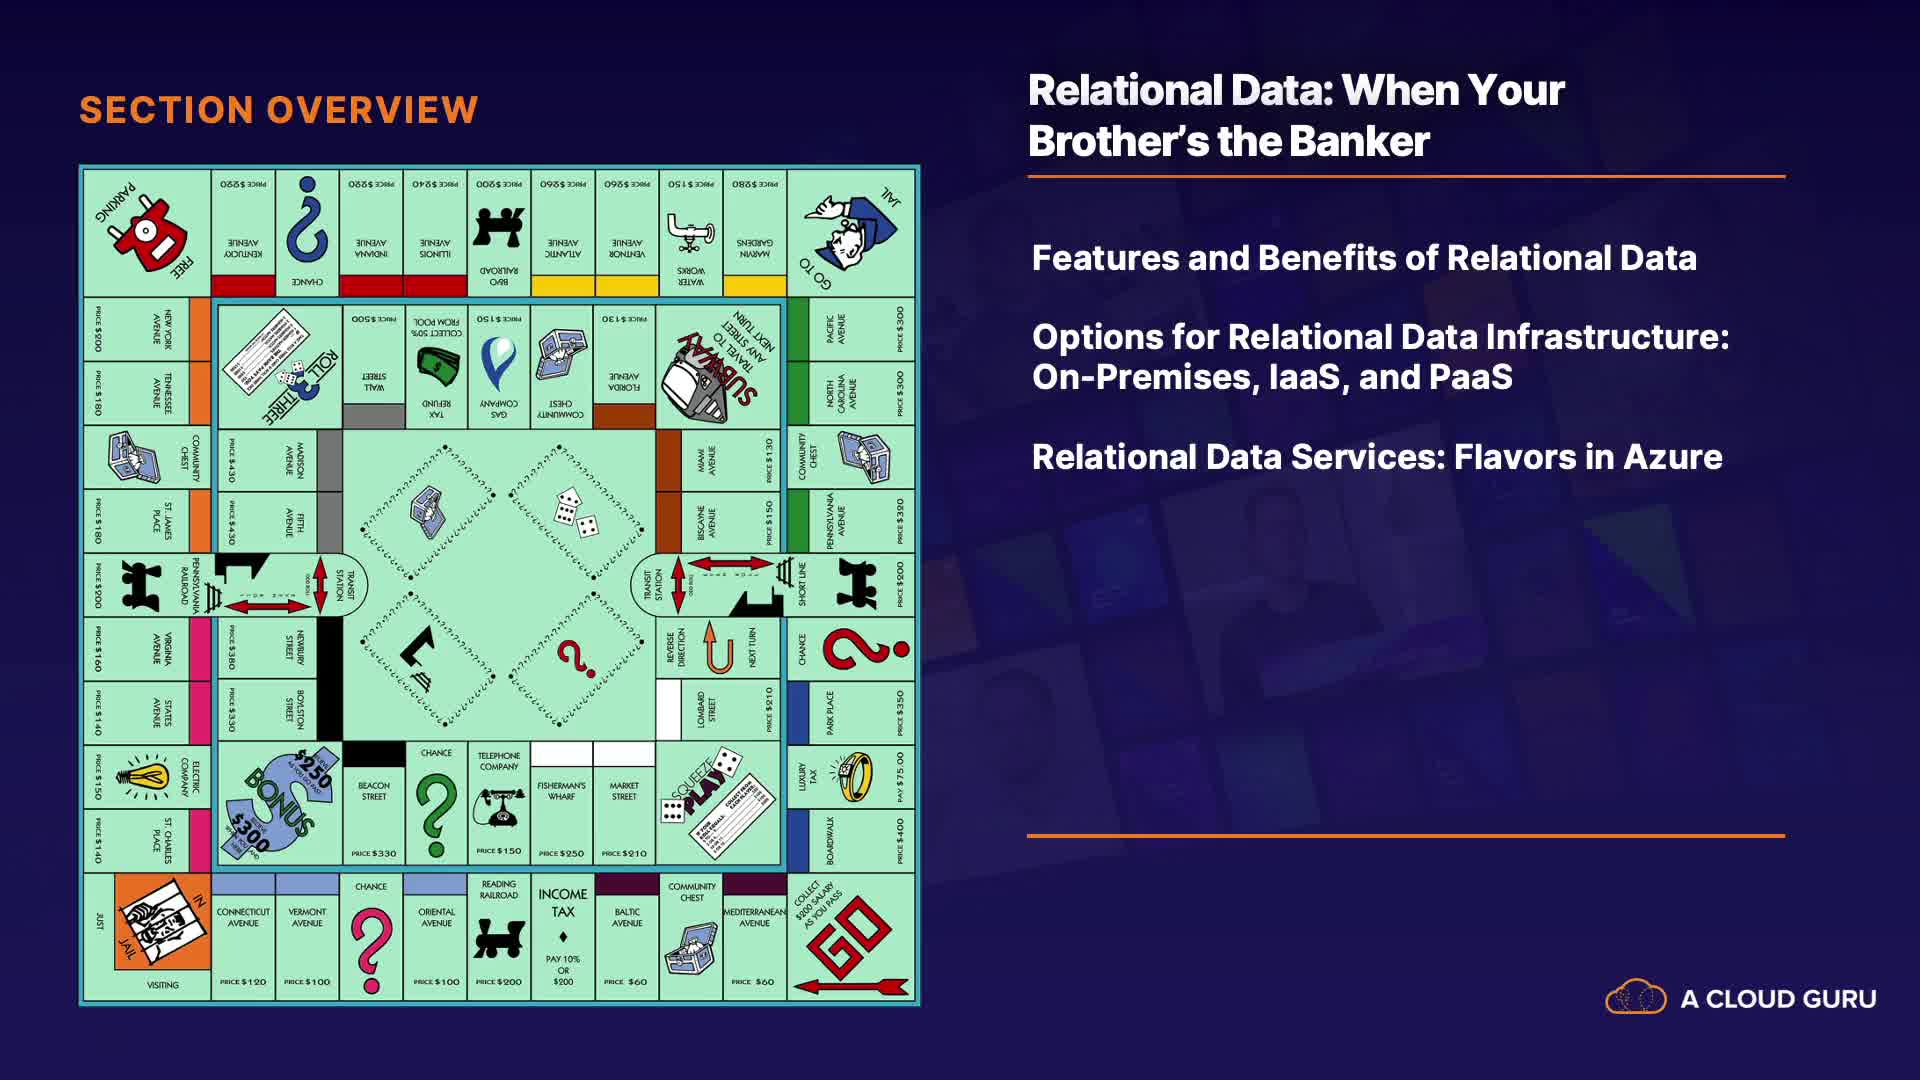 SECTION OVERVIEW
Relational Data: When Your
Brother's the Banker
Features and Benefits of Relational Data
Options for Relational Data Infrastructure:
On-Premises, IaaS, and PaaS
Relational Data Services: Flavors in Azure
A CLOUD GURU
FREE
PARKING
PRICE $220
KENTUCKY
AVENUE
CHANCE
PRICE $220
INDIANA
AVENUE
PRICE $240
ILLINOIS
AVENUE
PRICE $200
B&O
RAILROAD
PRICE $260
ATLANTIC
AVENUE
PRICE $260
VENTNOR
AVENUE
PRICE $150
WATER
WORKS
PRICE $280
MARVIN
GARDENS
GO TO
JAIL
NEW YORK
AVENUE
PRICE $200
TENNESSEE
AVENUE
PRICE $180
COMMUNITY
CHEST
ST. JAMES
PLACE
PRICE $180
PENNSYLVANIA
RAILROAD
PRICE $200
VIRGINIA
AVENUE
PRICE $160
STATES
AVENUE
PRICE $140
ELECTRIC
COMPANY
PRICE $150
ST. CHARLES
PLACE
PRICE $140
ROLL
3
THREE
WALL
STREET
PRICE $500
TAX
REFUND
COLLECT 50%
FROM POOL
GAS
COMPANY
PRICE $150
COMMUNITY
CHEST
FLORIDA
AVENUE
PRICE $130
SUBWAY
TRAVEL TO
ANY STREET
NEXT TURN
MADISON
AVENUE
PRICE $430
FIFTH
AVENUE
PRICE $430
TRANSIT
STATION
NEWBURY
STREET
PRICE $380
BOYLSTON
STREET
PRICE $330
MIAMI
AVENUE
PRICE $130
BISCAYNE
AVENUE
PRICE $150
TRANSIT
STATION
REVERSE
DIRECTION
NEXT TURN
LOMBARD
STREET
PRICE $210
BONUS
$250
$300
BEACON
STREET
PRICE $330
CHANCE
TELEPHONE
COMPANY
PRICE $150
FISHERMAN'S
WHARF
PRICE $250
MARKET
STREET
PRICE $210
SQUEEZE
PLAY
PACIFIC
AVENUE
PRICE $300
NORTH
CAROLINA
AVENUE
PRICE $300
COMMUNITY
CHEST
PENNSYLVANIA
AVENUE
PRICE $320
SHORT LINE
PRICE $200
CHANCE
PARK PLACE
PRICE $350
LUXURY
TAX
PAY $75.00
BOARDWALK
PRICE $400
IN
JAIL
JUST
VISITING
CONNECTICUT
AVENUE
PRICE $120
VERMONT
AVENUE
PRICE $100
CHANCE
ORIENTAL
AVENUE
PRICE $100
READING
RAILROAD
PRICE $200
INCOME
TAX
PAY 10%
OR
$200
BALTIC
AVENUE
PRICE $60
COMMUNITY
CHEST
MEDITERRANEAN
AVENUE
PRICE $60
COLLECT
$200 SALARY
AS YOU PASS
GO